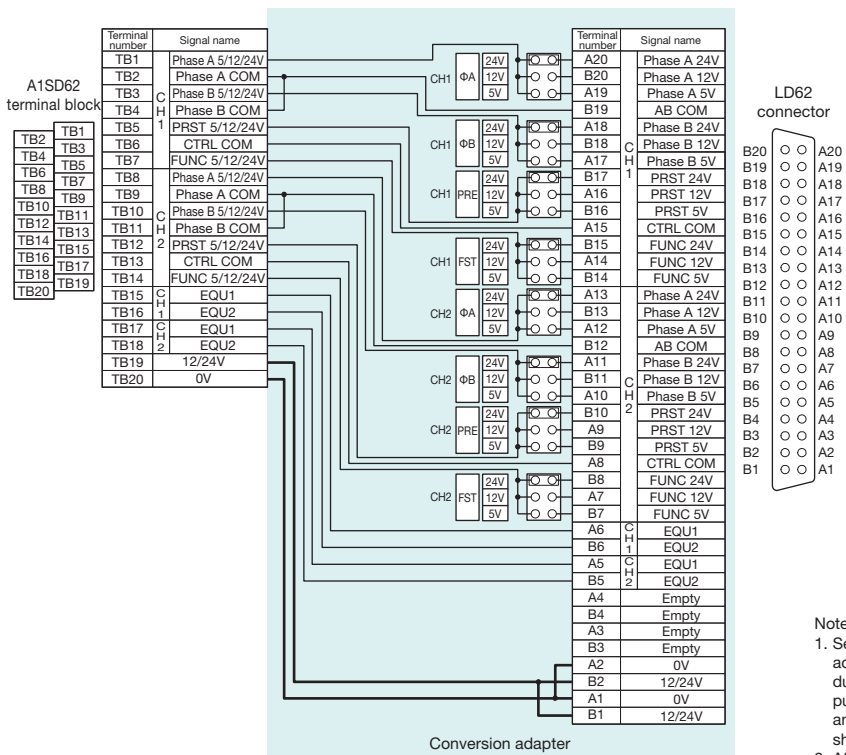 A1SD62
terminal block
TB1
TB2
TB3
TB4
TB5
TB6
TB7
TB8
TB9
TB10
TB11
TB12
TB13
TB14
TB15
TB16
TB17
TB18
TB19
TB20
Terminal number Signal name
TB1 Phase A 5/12/24V
TB2 Phase A COM
TB3 Phase B 5/12/24V
TB4 Phase B COM
TB5 PRST 5/12/24V
TB6 CTRL COM
TB7 FUNC 5/12/24V
CH1
TB8 Phase A 5/12/24V
TB9 Phase A COM
TB10 Phase B 5/12/24V
TB11 Phase B COM
TB12 PRST 5/12/24V
TB13 CTRL COM
TB14 FUNC 5/12/24V
CH2
TB15 EQU1
TB16 EQU2
CH1
TB17 EQU1
TB18 EQU2
CH2
TB19 12/24V
TB20 0V
CH1 ΦA 24V 12V 5V
CH1 ΦB 24V 12V 5V
CH1 PRE 24V 12V 5V
CH1 FST 24V 12V 5V
CH2 ΦA 24V 12V 5V
CH2 ΦB 24V 12V 5V
CH2 PRE 24V 12V 5V
CH2 FST 24V 12V 5V
Terminal number Signal name
A20 Phase A 24V
B20 Phase A 12V
A19 Phase A 5V
B19 AB COM
A18 Phase B 24V
B18 Phase B 12V
A17 Phase B 5V
B17 PRST 24V
A16 PRST 12V
B16 PRST 5V
A15 CTRL COM
B15 FUNC 24V
A14 FUNC 12V
B14 FUNC 5V
CH1
A13 Phase A 24V
B13 Phase A 12V
A12 Phase A 5V
B12 AB COM
A11 Phase B 24V
B11 Phase B 12V
A10 Phase B 5V
B10 PRST 24V
A9 PRST 12V
B9 PRST 5V
A8 CTRL COM
B8 FUNC 24V
A7 FUNC 12V
B7 FUNC 5V
CH2
A6 EQU1
B6 EQU2
CH1
A5 EQU1
B5 EQU2
CH2
A4 Empty
B4 Empty
A3 Empty
B3 Empty
A2 0V
B2 12/24V
A1 0V
B1 12/24V
Conversion adapter
LD62
connector
B20 A20
B19 A19
B18 A18
B17 A17
B16 A16
B15 A15
B14 A14
B13 A13
B12 A12
B11 A11
B10 A10
B9 A9
B8 A8
B7 A7
B6 A6
B5 A5
B4 A4
B3 A3
B2 A2
B1 A1
Note
1. Se
ad
du
pu
an
sh